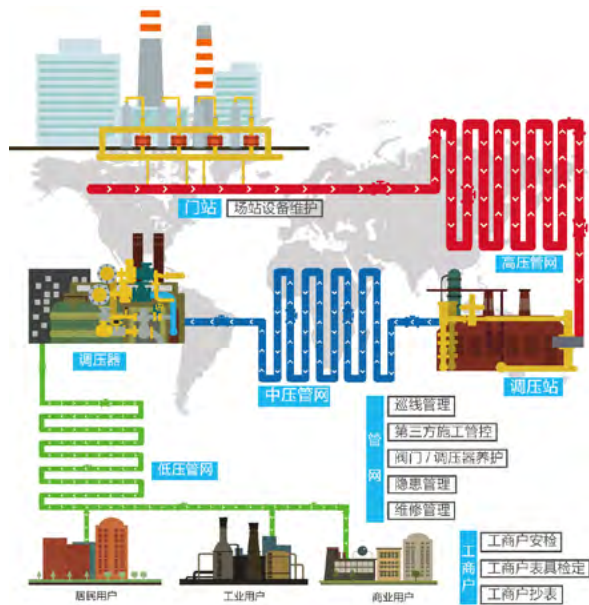 门站
场站设备维护
高压管网
调压器
中压管网
调压站
低压管网
管网
巡线管理
第三方施工管控
阀门 / 调压器养护
隐患管理
维修管理
工商户
工商户安检
工商户表具检定
工商户抄表
居民用户
工业用户
商业用户